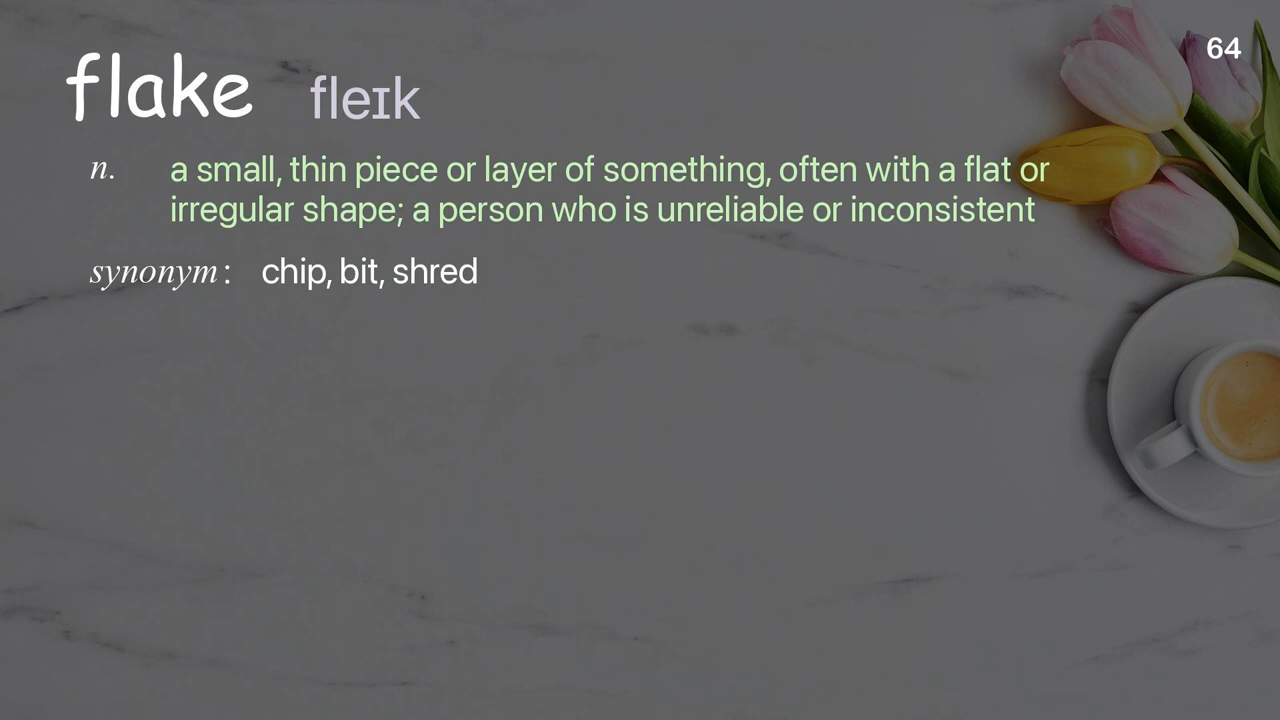 64
flake fleɪk
n. a small, thin piece or layer of something, often with a flat or
irregular shape; a person who is unreliable or inconsistent
synonym: chip, bit, shred